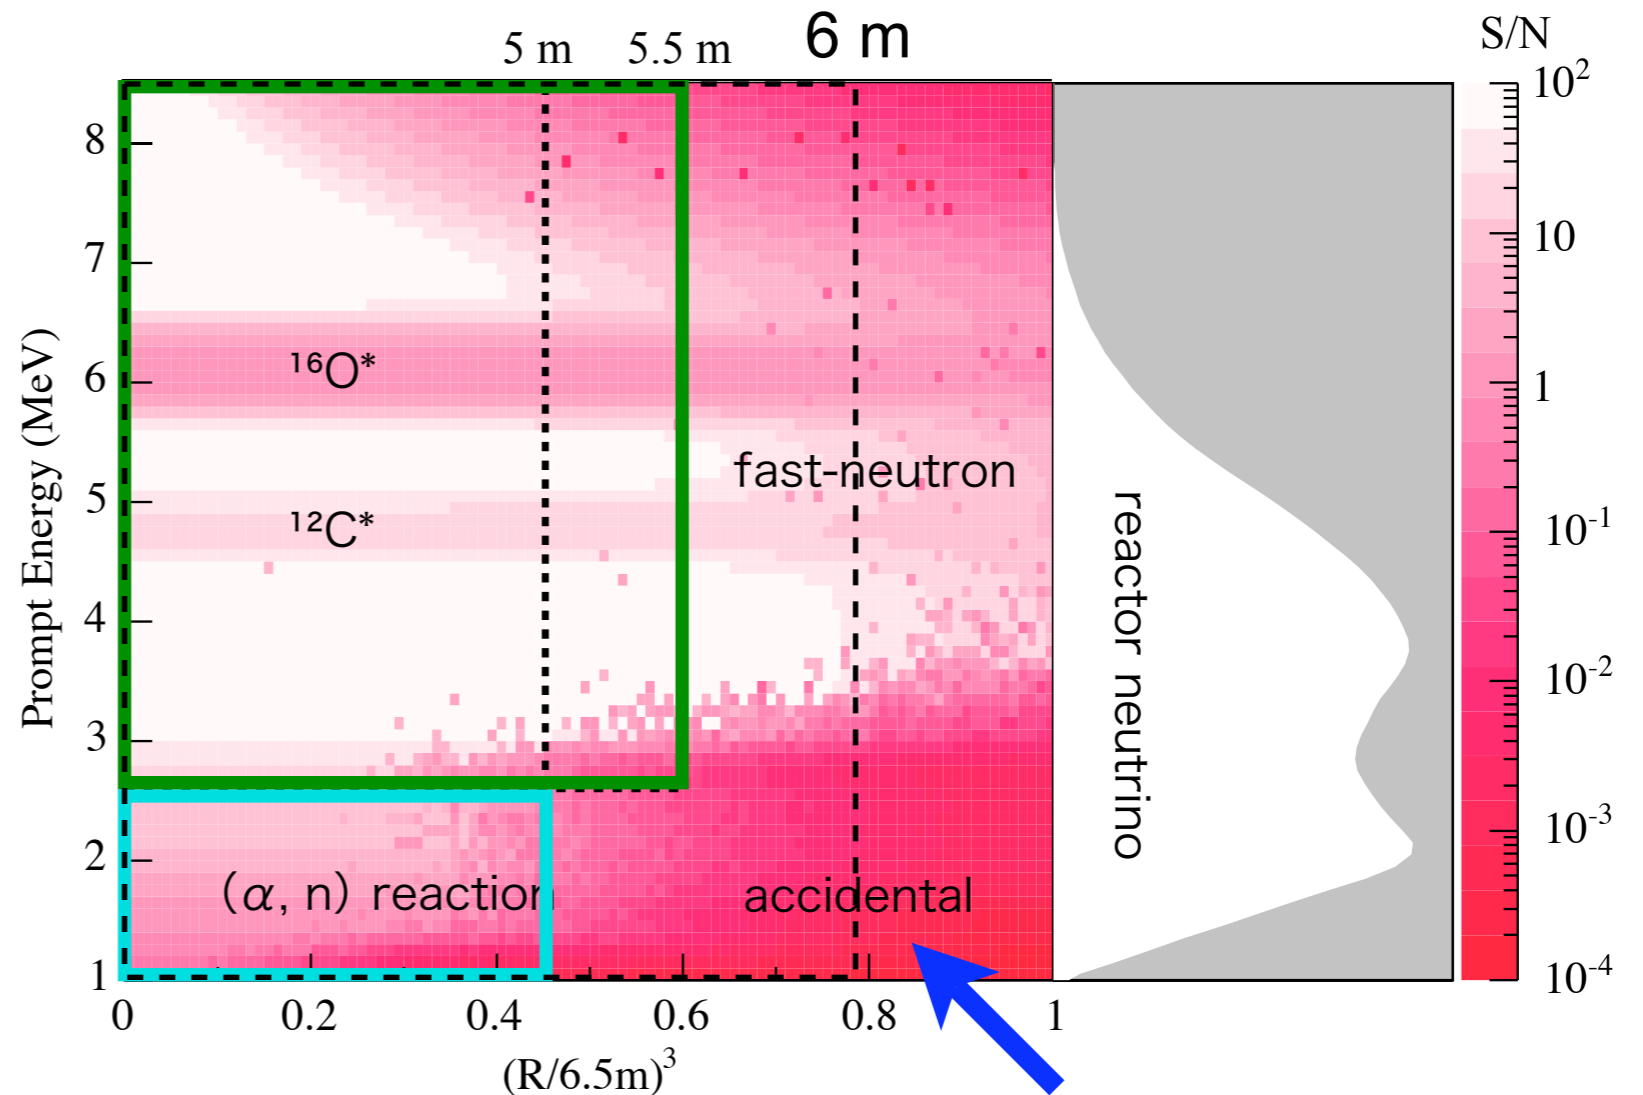 5 m 5.5 m 6 m S/N
Prompt Energy (MeV)
8
7
6
5
4
3
2
1
¹⁶O*
¹²C*
fast-neutron
(α, n) reaction
accidental
reactor neutrino
10²
10
1
10⁻¹
10⁻²
10⁻³
10⁻⁴
0 0.2 0.4 0.6 0.8 1
(R/6.5m)³